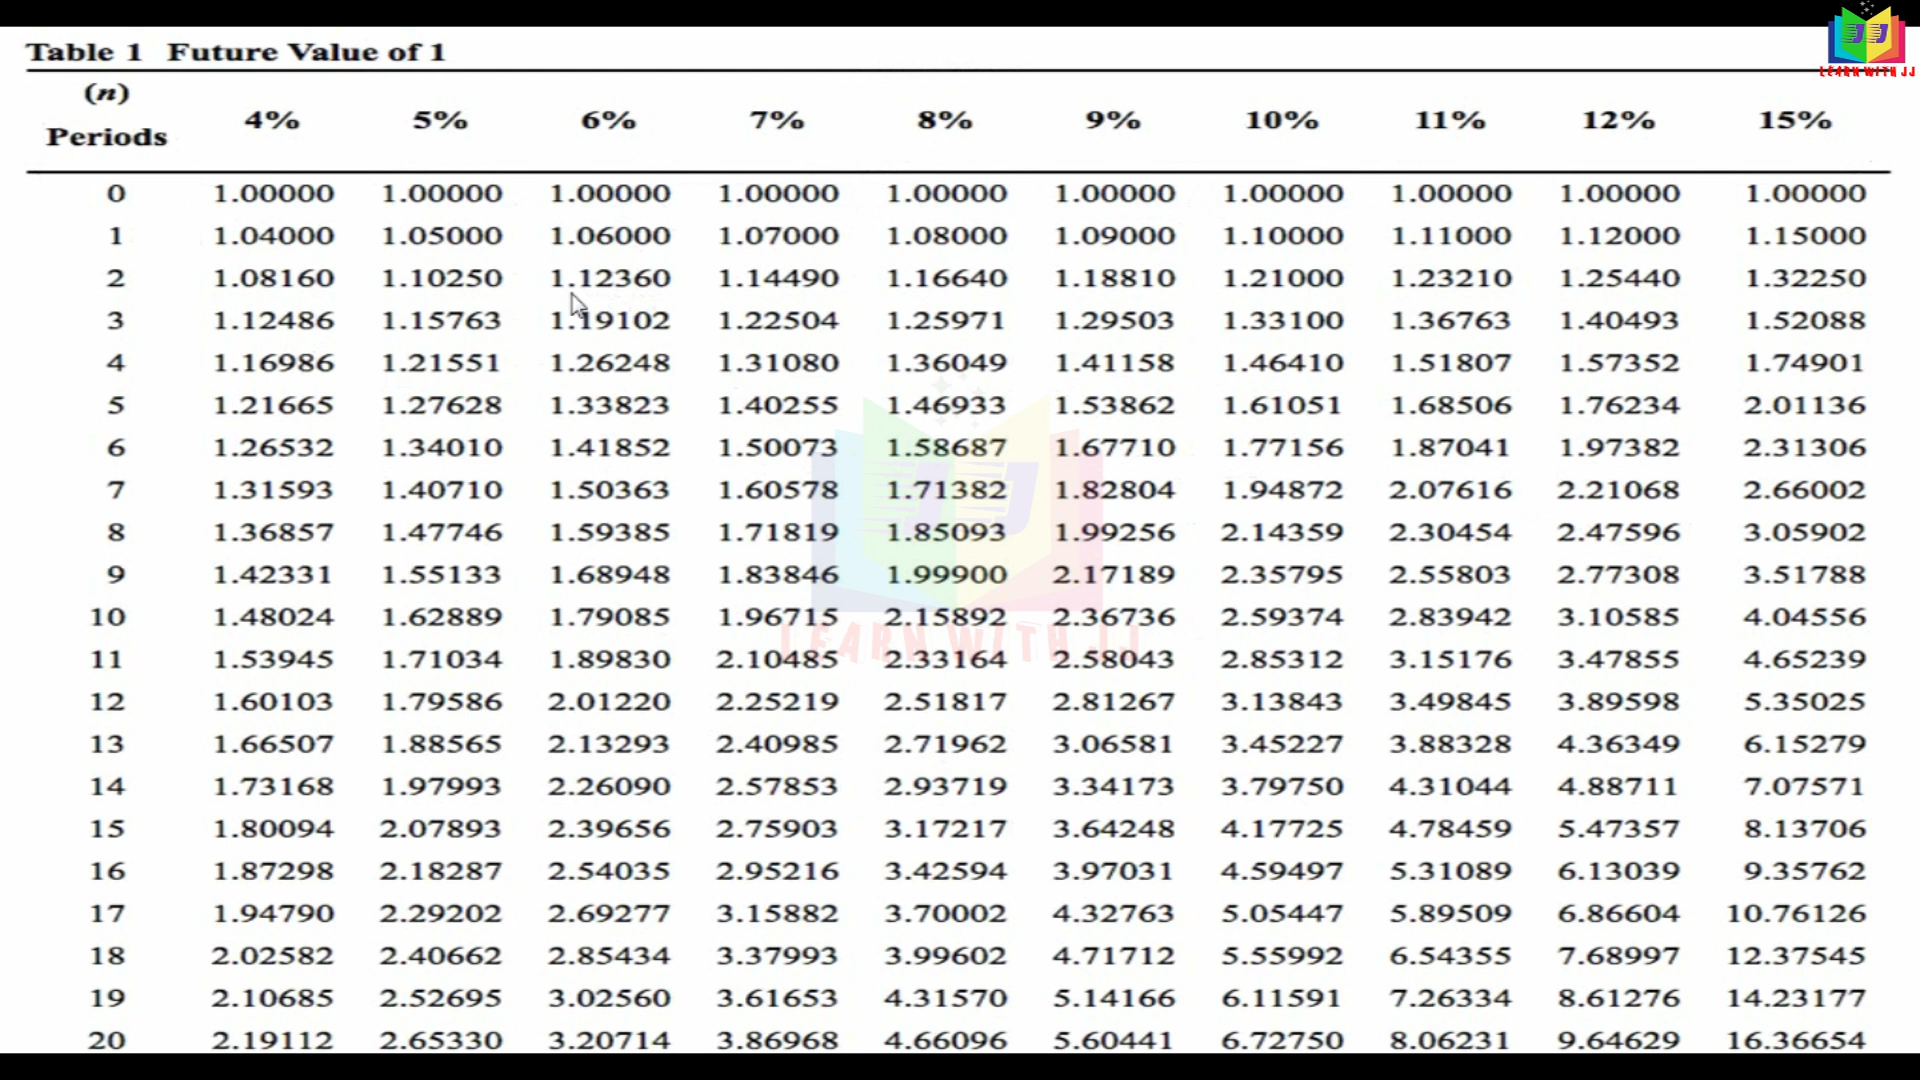 Table 1 Future Value of 1
LEARN WITH JJ
(n)
Periods 4% 5% 6% 7% 8% 9% 10% 11% 12% 15%
0 1.00000 1.00000 1.00000 1.00000 1.00000 1.00000 1.00000 1.00000 1.00000 1.00000
1 1.04000 1.05000 1.06000 1.07000 1.08000 1.09000 1.10000 1.11000 1.12000 1.15000
2 1.08160 1.10250 1.12360 1.14490 1.16640 1.18810 1.21000 1.23210 1.25440 1.32250
3 1.12486 1.15763 1.19102 1.22504 1.25971 1.29503 1.33100 1.36763 1.40493 1.52088
4 1.16986 1.21551 1.26248 1.31080 1.36049 1.41158 1.46410 1.51807 1.57352 1.74901
5 1.21665 1.27628 1.33823 1.40255 1.46933 1.53862 1.61051 1.68506 1.76234 2.01136
6 1.26532 1.34010 1.41852 1.50073 1.58687 1.67710 1.77156 1.87041 1.97382 2.31306
7 1.31593 1.40710 1.50363 1.60578 1.71382 1.82804 1.94872 2.07616 2.21068 2.66002
8 1.36857 1.47746 1.59385 1.71819 1.85093 1.99256 2.14359 2.30454 2.47596 3.05902
9 1.42331 1.55133 1.68948 1.83846 1.99900 2.17189 2.35795 2.55803 2.77308 3.51788
10 1.48024 1.62889 1.79085 1.96715 2.15892 2.36736 2.59374 2.83942 3.10585 4.04556
LEARN WITH JJ
11 1.53945 1.71034 1.89830 2.10485 2.33164 2.58043 2.85312 3.15176 3.47855 4.65239
12 1.60103 1.79586 2.01220 2.25219 2.51817 2.81267 3.13843 3.49845 3.89598 5.35025
13 1.66507 1.88565 2.13293 2.40985 2.71962 3.06581 3.45227 3.88328 4.36349 6.15279
14 1.73168 1.97993 2.26090 2.57853 2.93719 3.34173 3.79750 4.31044 4.88711 7.07571
15 1.80094 2.07893 2.39656 2.75903 3.17217 3.64248 4.17725 4.78459 5.47357 8.13706
16 1.87298 2.18287 2.54035 2.95216 3.42594 3.97031 4.59497 5.31089 6.13039 9.35762
17 1.94790 2.29202 2.69277 3.15882 3.70002 4.32763 5.05447 5.89509 6.86604 10.76126
18 2.02582 2.40662 2.85434 3.37993 3.99602 4.71712 5.55992 6.54355 7.68997 12.37545
19 2.10685 2.52695 3.02560 3.61653 4.31570 5.14166 6.11591 7.26334 8.61276 14.23177
20 2.19112 2.65330 3.20714 3.86968 4.66096 5.60441 6.72750 8.06231 9.64629 16.36654